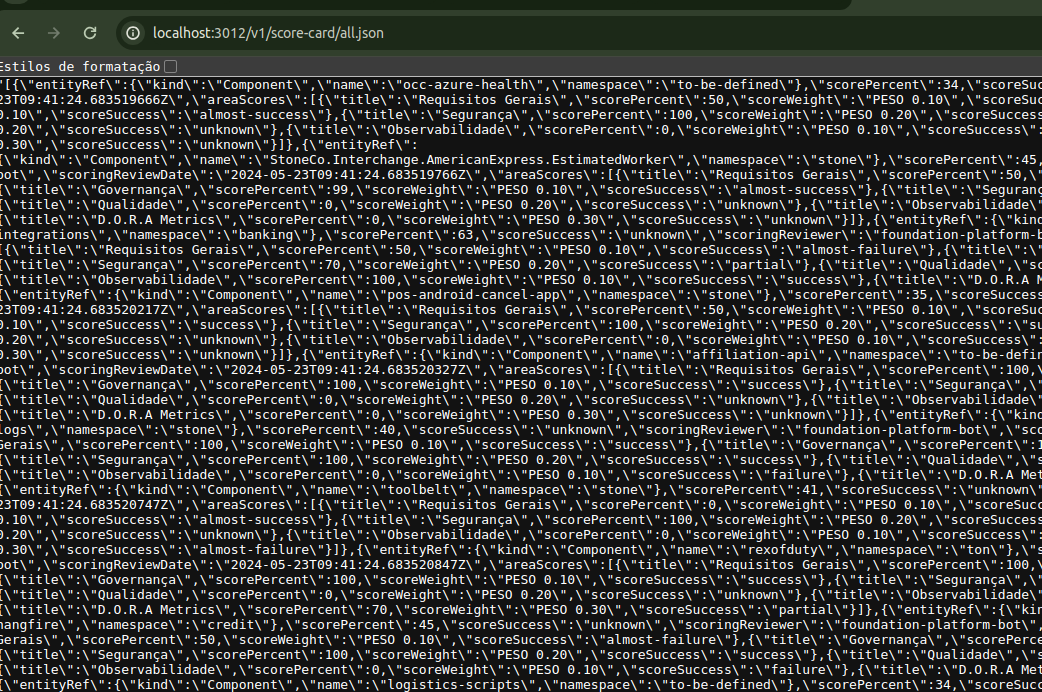 localhost:3012/v1/score-card/all.json
Estilos de formatação
"[{\"entityRef\":{\"kind\":\"Component\",\"name\":\"occ-azure-health\",\"namespace\":\"to-be-defined\"},\"scorePercent\":34,\"scoreSuc
23T09:41:24.683519666Z\",\"areaScores\":[{\"title\":\"Requisitos Gerais\",\"scorePercent\":50,\"scoreWeight\":\"PESO 0.10\",\"scoreSucc
0.10\",\"scoreSuccess\":\"almost-success\"},{\"title\":\"Segurança\",\"scorePercent\":100,\"scoreWeight\":\"PESO 0.20\",\"scoreSuccess
0.20\",\"scoreSuccess\":\"unknown\"},{\"title\":\"Observabilidade\",\"scorePercent\":0,\"scoreWeight\":\"PESO 0.10\",\"scoreSuccess\":
0.30\",\"scoreSuccess\":\"unknown\"}]},{\"entityRef\":
{\"kind\":\"Component\",\"name\":\"StoneCo.Interchange.AmericanExpress.EstimatedWorker\",\"namespace\":\"stone\"},\"scorePercent\":45,
bot\",\"scoringReviewDate\":\"2024-05-23T09:41:24.683519766Z\",\"areaScores\":[{\"title\":\"Requisitos Gerais\",\"scorePercent\":50,\
{\"title\":\"Governança\",\"scorePercent\":99,\"scoreWeight\":\"PESO 0.10\",\"scoreSuccess\":\"almost-success\"},{\"title\":\"Seguranç
{\"title\":\"Qualidade\",\"scorePercent\":0,\"scoreWeight\":\"PESO 0.20\",\"scoreSuccess\":\"unknown\"},{\"title\":\"Observabilidade\"
{\"title\":\"D.O.R.A Metrics\",\"scorePercent\":0,\"scoreWeight\":\"PESO 0.30\",\"scoreSuccess\":\"unknown\"}]},{\"entityRef\":{\"kind
integrations\",\"namespace\":\"banking\"},\"scorePercent\":63,\"scoreSuccess\":\"unknown\",\"scoringReviewer\":\"foundation-platform-b
[{\"title\":\"Requisitos Gerais\",\"scorePercent\":50,\"scoreWeight\":\"PESO 0.10\",\"scoreSuccess\":\"almost-failure\"},{\"title\":\"
{\"title\":\"Segurança\",\"scorePercent\":70,\"scoreWeight\":\"PESO 0.20\",\"scoreSuccess\":\"partial\"},{\"title\":\"Qualidade\",\"sc
{\"title\":\"Observabilidade\",\"scorePercent\":100,\"scoreWeight\":\"PESO 0.10\",\"scoreSuccess\":\"success\"},{\"title\":\"D.O.R.A M
{\"entityRef\":{\"kind\":\"Component\",\"name\":\"pos-android-cancel-app\",\"namespace\":\"stone\"},\"scorePercent\":35,\"scoreSuccess
23T09:41:24.683520217Z\",\"areaScores\":[{\"title\":\"Requisitos Gerais\",\"scorePercent\":50,\"scoreWeight\":\"PESO 0.10\",\"scoreSuc
0.10\",\"scoreSuccess\":\"success\"},{\"title\":\"Segurança\",\"scorePercent\":100,\"scoreWeight\":\"PESO 0.20\",\"scoreSuccess\":\"su
0.20\",\"scoreSuccess\":\"unknown\"},{\"title\":\"Observabilidade\",\"scorePercent\":0,\"scoreWeight\":\"PESO 0.10\",\"scoreSuccess\":
0.30\",\"scoreSuccess\":\"unknown\"}]},{\"entityRef\":{\"kind\":\"Component\",\"name\":\"affiliation-api\",\"namespace\":\"to-be-defin
bot\",\"scoringReviewDate\":\"2024-05-23T09:41:24.683520327Z\",\"areaScores\":[{\"title\":\"Requisitos Gerais\",\"scorePercent\":100,
{\"title\":\"Governança\",\"scorePercent\":100,\"scoreWeight\":\"PESO 0.10\",\"scoreSuccess\":\"success\"},{\"title\":\"Segurança\",\"
{\"title\":\"Qualidade\",\"scorePercent\":0,\"scoreWeight\":\"PESO 0.20\",\"scoreSuccess\":\"unknown\"},{\"title\":\"Observabilidade\"
{\"title\":\"D.O.R.A Metrics\",\"scorePercent\":0,\"scoreWeight\":\"PESO 0.30\",\"scoreSuccess\":\"unknown\"}]},{\"entityRef\":{\"kind
logs\",\"namespace\":\"stone\"},\"scorePercent\":40,\"scoreSuccess\":\"unknown\",\"scoringReviewer\":\"foundation-platform-bot\",\"sco
Gerais\",\"scorePercent\":100,\"scoreWeight\":\"PESO 0.10\",\"scoreSuccess\":\"success\"},{\"title\":\"Governança\",\"scorePercent\":1
{\"title\":\"Segurança\",\"scorePercent\":100,\"scoreWeight\":\"PESO 0.20\",\"scoreSuccess\":\"success\"},{\"title\":\"Qualidade\",\"s
{\"title\":\"Observabilidade\",\"scorePercent\":0,\"scoreWeight\":\"PESO 0.10\",\"scoreSuccess\":\"failure\"},{\"title\":\"D.O.R.A Met
{\"entityRef\":{\"kind\":\"Component\",\"name\":\"toolbelt\",\"namespace\":\"stone\"},\"scorePercent\":41,\"scoreSuccess\":\"unknown\"
23T09:41:24.683520747Z\",\"areaScores\":[{\"title\":\"Requisitos Gerais\",\"scorePercent\":0,\"scoreWeight\":\"PESO 0.10\",\"scoreSucc
0.10\",\"scoreSuccess\":\"almost-success\"},{\"title\":\"Segurança\",\"scorePercent\":100,\"scoreWeight\":\"PESO 0.20\",\"scoreSuccess
0.20\",\"scoreSuccess\":\"unknown\"},{\"title\":\"Observabilidade\",\"scorePercent\":0,\"scoreWeight\":\"PESO 0.10\",\"scoreSuccess\":
0.30\",\"scoreSuccess\":\"almost-failure\"}]},{\"entityRef\":{\"kind\":\"Component\",\"name\":\"rexofduty\",\"namespace\":\"ton\"},\"s
bot\",\"scoringReviewDate\":\"2024-05-23T09:41:24.683520847Z\",\"areaScores\":[{\"title\":\"Requisitos Gerais\",\"scorePercent\":100,
{\"title\":\"Governança\",\"scorePercent\":100,\"scoreWeight\":\"PESO 0.10\",\"scoreSuccess\":\"success\"},{\"title\":\"Segurança\",\"
{\"title\":\"Qualidade\",\"scorePercent\":0,\"scoreWeight\":\"PESO 0.20\",\"scoreSuccess\":\"unknown\"},{\"title\":\"Observabilidade\"
{\"title\":\"D.O.R.A Metrics\",\"scorePercent\":70,\"scoreWeight\":\"PESO 0.30\",\"scoreSuccess\":\"partial\"}]},{\"entityRef\":{\"kin
hangfire\",\"namespace\":\"credit\"},\"scorePercent\":45,\"scoreSuccess\":\"unknown\",\"scoringReviewer\":\"foundation-platform-bot\",
Gerais\",\"scorePercent\":50,\"scoreWeight\":\"PESO 0.10\",\"scoreSuccess\":\"almost-failure\"},{\"title\":\"Governança\",\"scorePerce
{\"title\":\"Segurança\",\"scorePercent\":100,\"scoreWeight\":\"PESO 0.20\",\"scoreSuccess\":\"success\"},{\"title\":\"Qualidade\",\"s
{\"title\":\"Observabilidade\",\"scorePercent\":0,\"scoreWeight\":\"PESO 0.10\",\"scoreSuccess\":\"failure\"},{\"title\":\"D.O.R.A Met
{\"entityRef\":{\"kind\":\"Component\",\"name\":\"logistics-scripts\",\"namespace\":\"to-be-defined\"},\"scorePercent\":34,\"scoreSucc